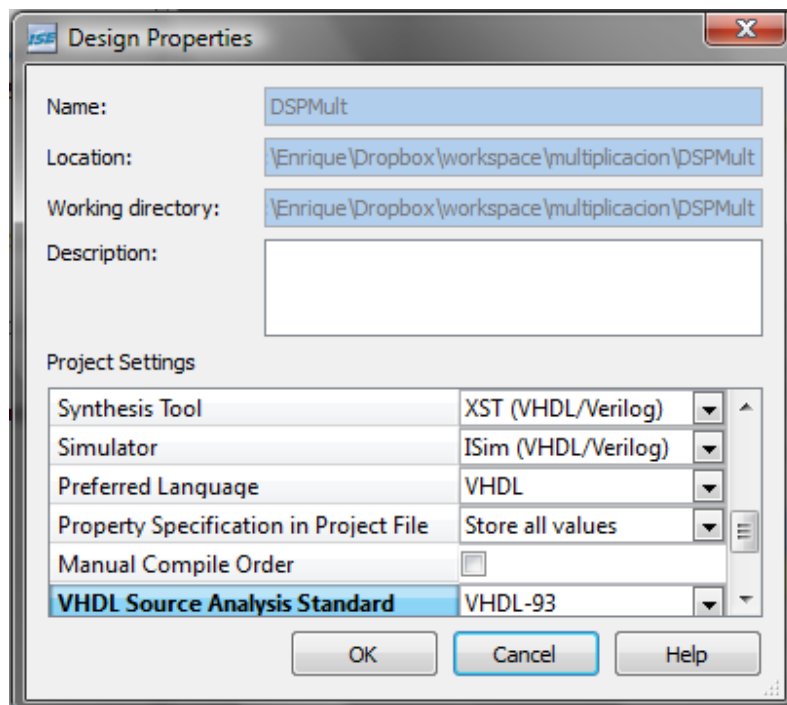 ISE Design Properties
Name: DSPMult
Location: \Enrique\Dropbox\workspace\multiplicacion\DSPMult
Working directory: :\Enrique\Dropbox\workspace\multiplicacion\DSPMult
Description:
Project Settings
Synthesis Tool XST (VHDL/Verilog)
Simulator ISim (VHDL/Verilog)
Preferred Language VHDL
Property Specification in Project File Store all values
Manual Compile Order
VHDL Source Analysis Standard VHDL-93
OK Cancel Help